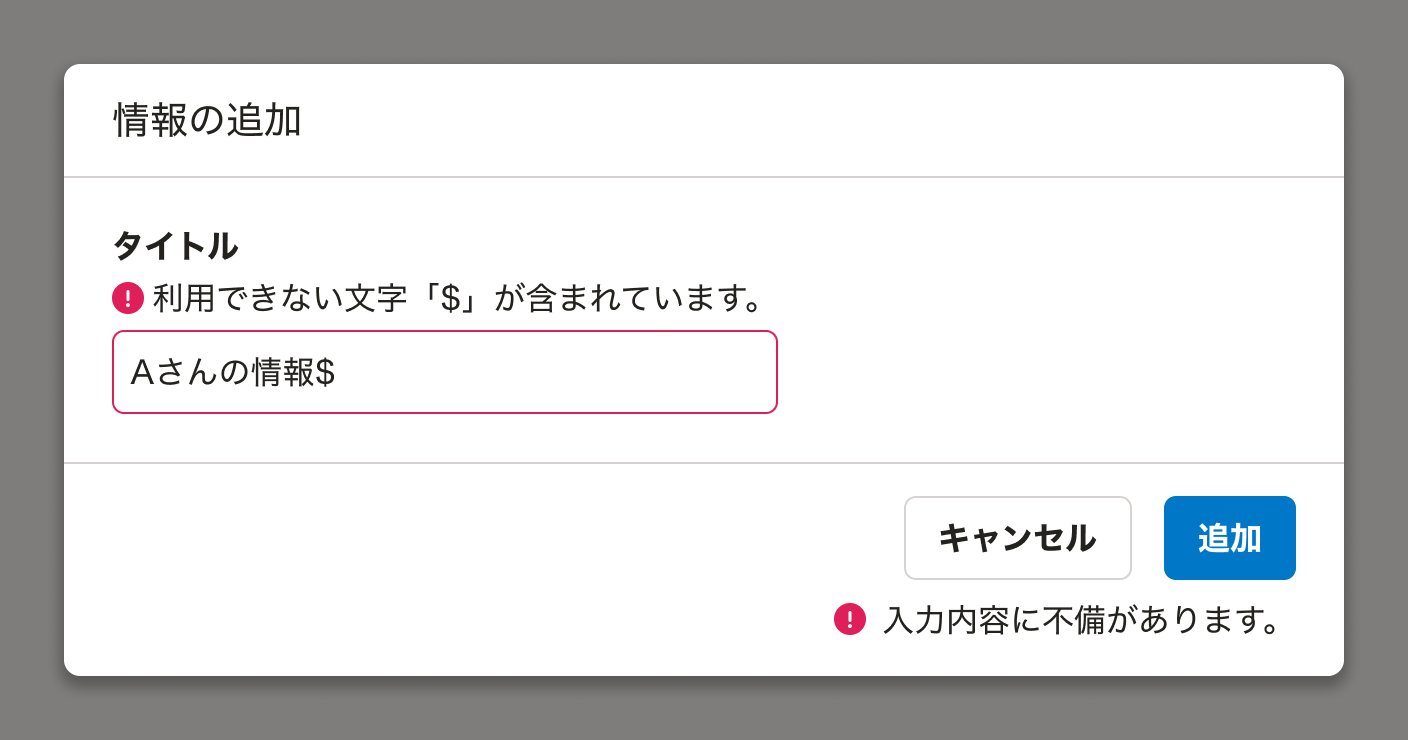 情報の追加
タイトル
利用できない文字「$」が含まれています。
Aさんの情報$
キャンセル
追加
入力内容に不備があります。